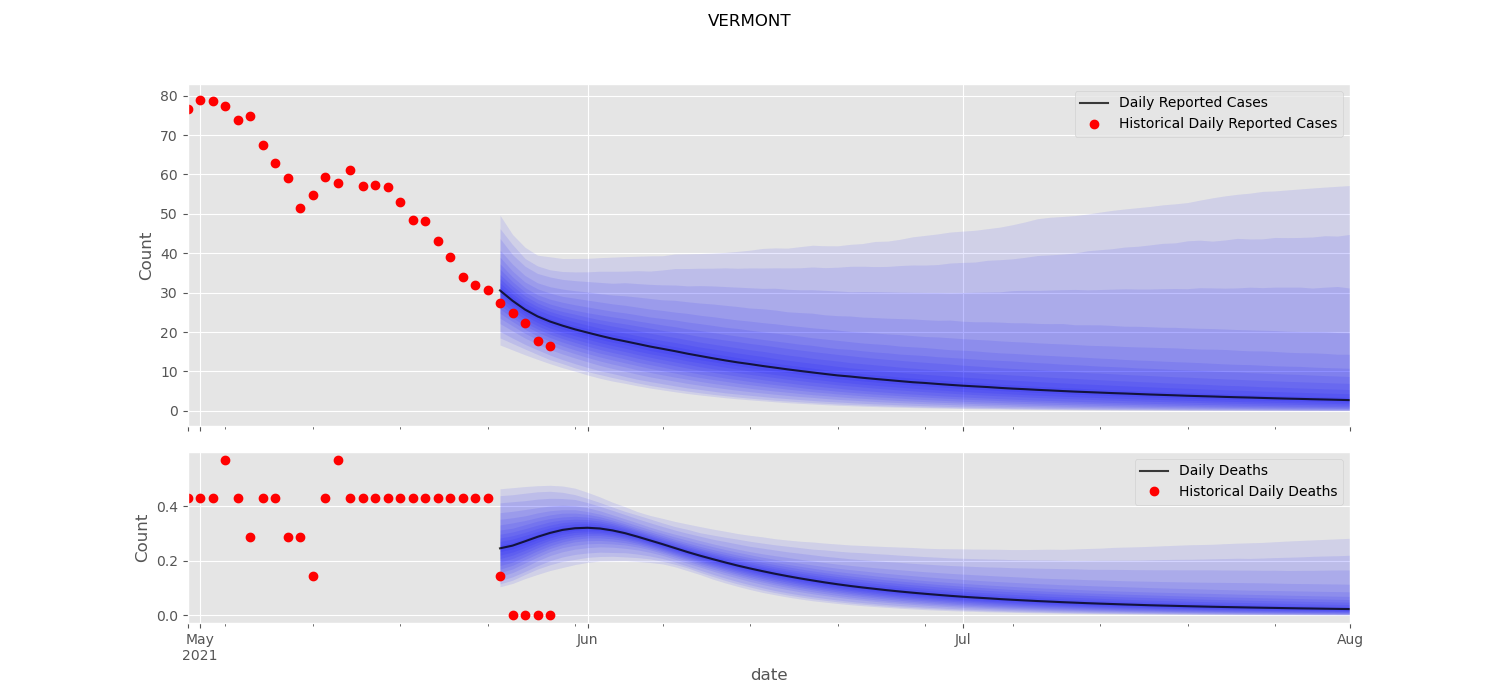 VERMONT
80
70
60
50
40
30
20
10
0
Count
Daily Reported Cases
Historical Daily Reported Cases
0.4
0.2
0.0
Count
Daily Deaths
Historical Daily Deaths
May
2021
Jun
Jul
Aug
date